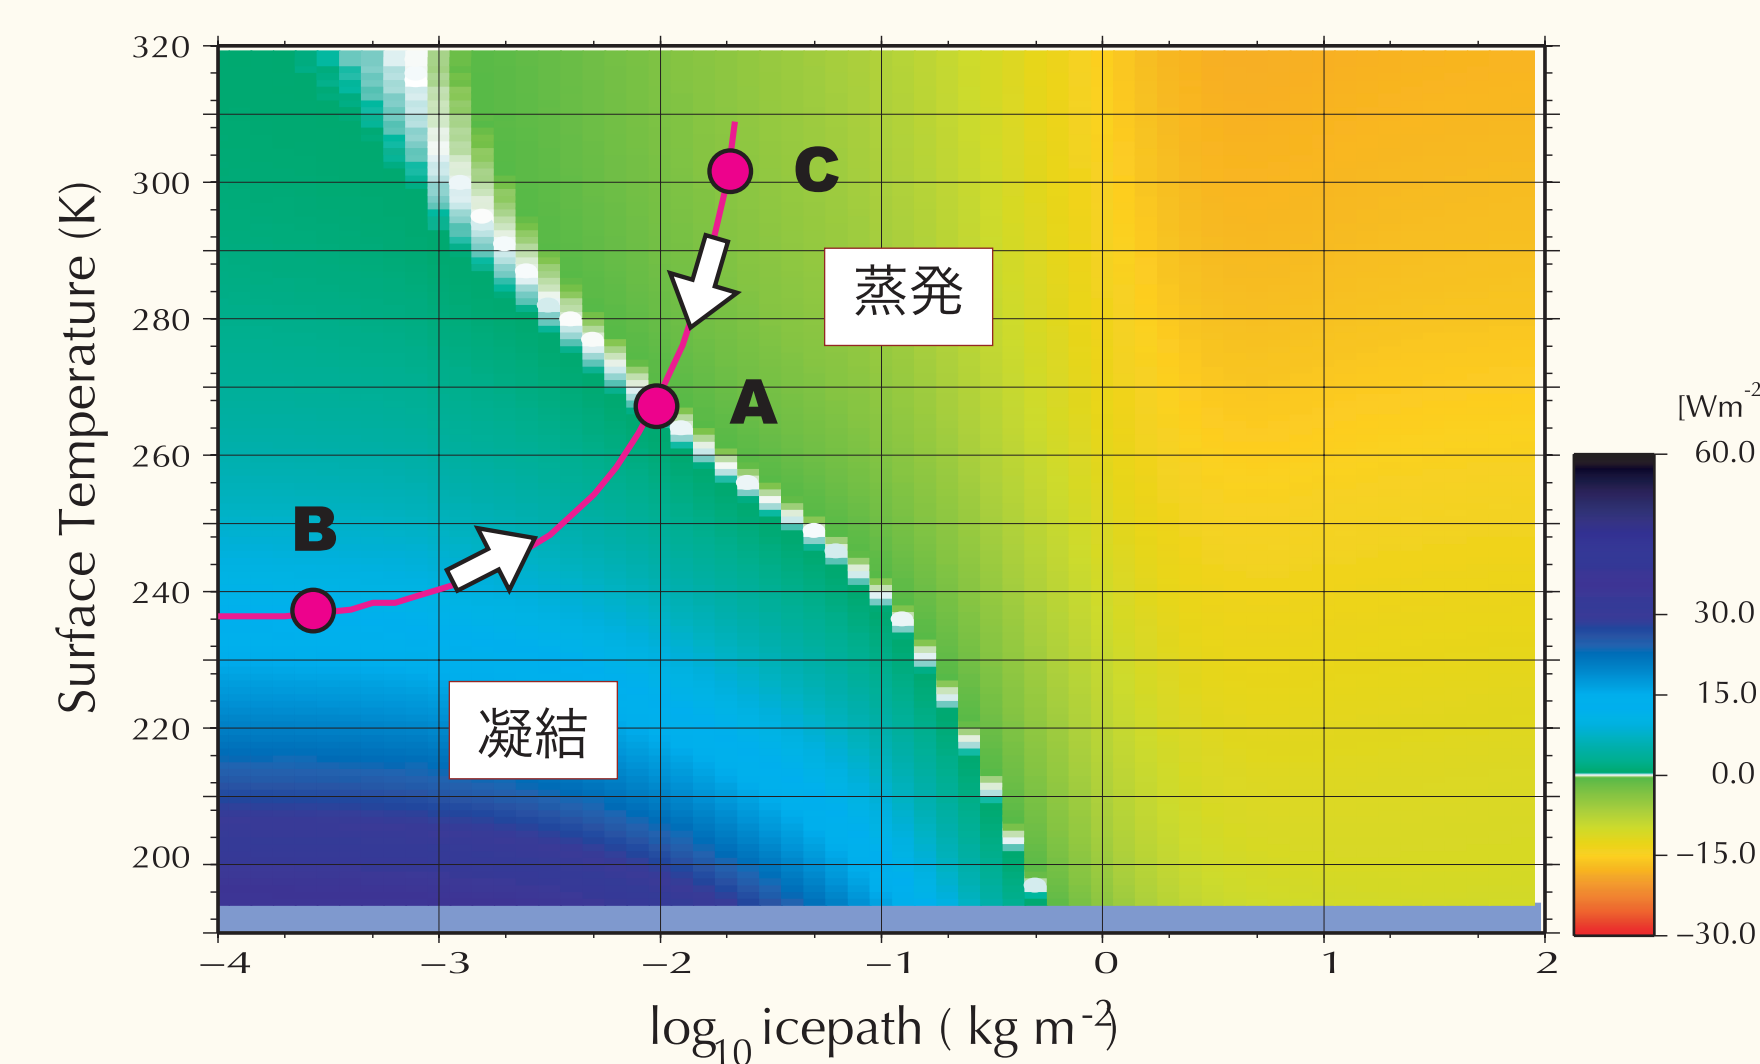 320
300
280
260
240
220
200
Surface Temperature (K)
C
蒸発
A
B
凝結
−4
−3
−2
−1
0
1
2
log10 icepath ( kg m-2)
[Wm-2
60.0
30.0
15.0
0.0
−15.0
−30.0